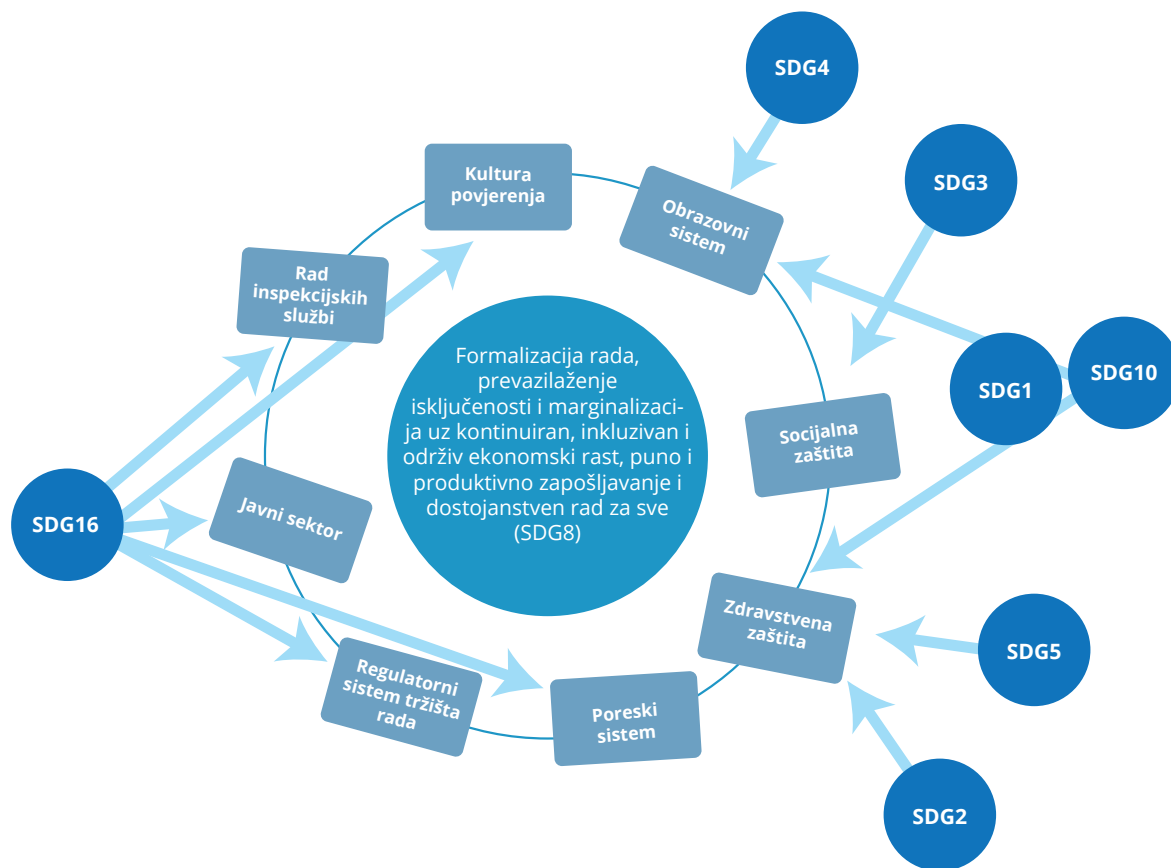 SDG4
SDG3
Kultura
povjerenja
Obrazovni
sistem
Rad
inspekcijskih
službi
Formalizacija rada,
prevazilaženje
isključenosti i marginalizaci-
ja uz kontinuiran, inkluzivan i
održiv ekonomski rast, puno i
produktivno zapošljavanje i
dostojanstven rad za sve
(SDG8)
SDG1
SDG10
Socijalna
zaštita
SDG16
Javni sektor
Zdravstvena
zaštita
SDG5
Regulatorni
sistem tržišta
rada
Poreski
sistem
SDG2